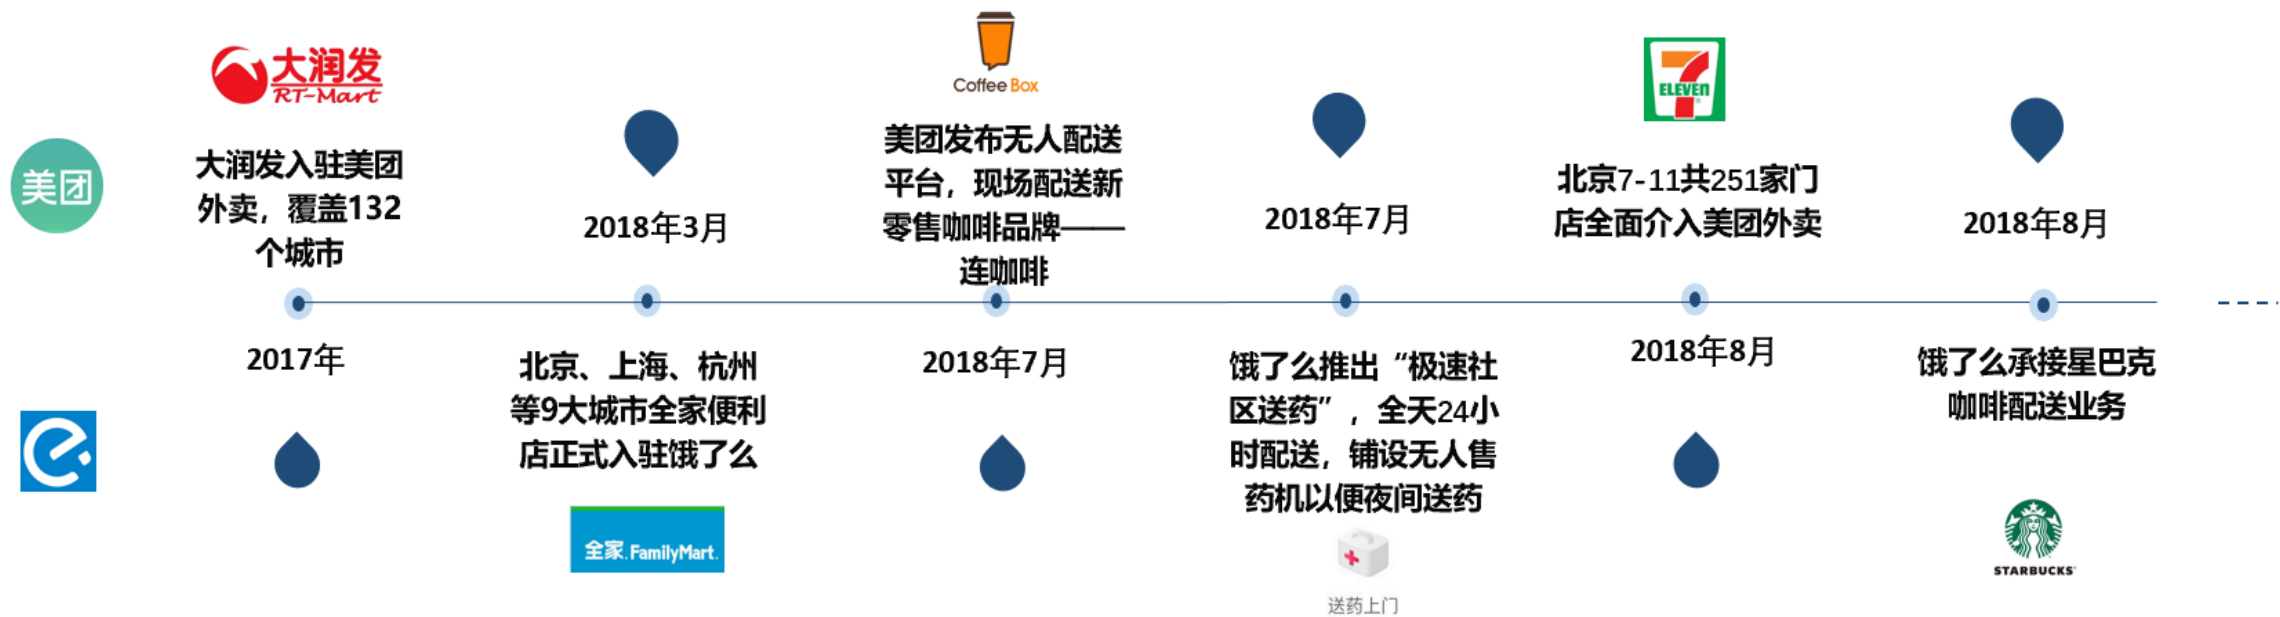 美团
大润发
RT-Mart
大润发入驻美团
外卖，覆盖132
个城市
2017年
2018年3月
北京、上海、杭州
等9大城市全家便利
店正式入驻饿了么
全家.FamilyMart.
Coffee Box
美团发布无人配送
平台，现场配送新
零售咖啡品牌——
连咖啡
2018年7月
2018年7月
饿了么推出“极速社
区送药”，全天24小
时配送，铺设无人售
药机以便夜间送药
送药上门
7
ELEVEn
北京7-11共251家门
店全面介入美团外卖
2018年8月
2018年8月
饿了么承接星巴克
咖啡配送业务
STARBUCKS
e